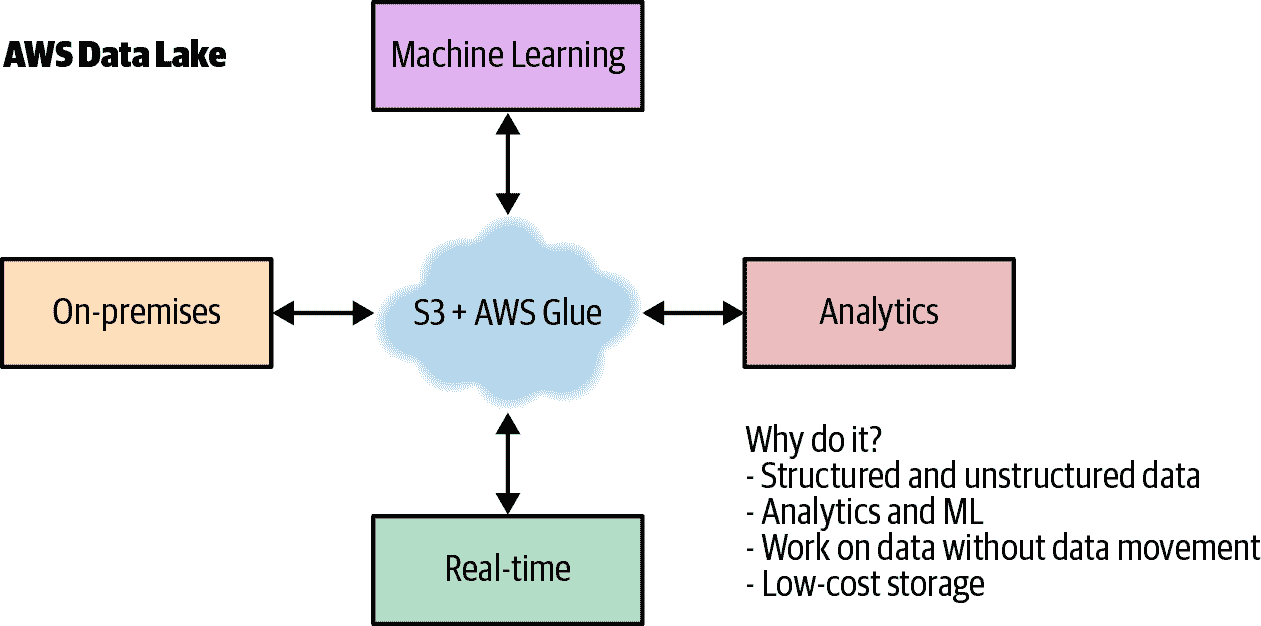 AWS Data Lake
Machine Learning
On-premises
S3 + AWS Glue
Analytics
Real-time
Why do it?
- Structured and unstructured data
- Analytics and ML
- Work on data without data movement
- Low-cost storage